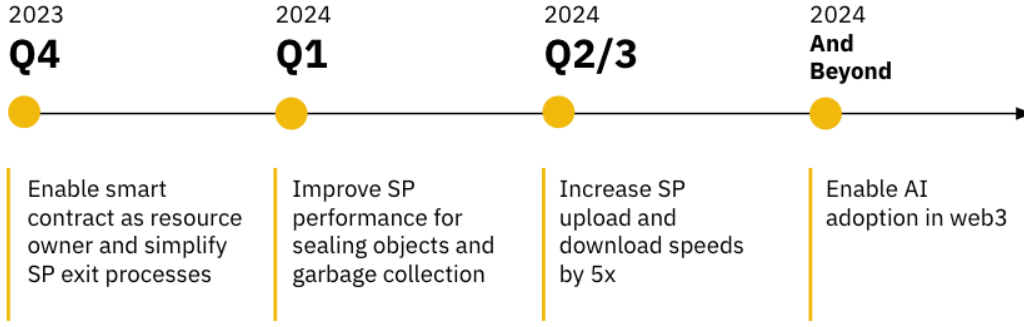 2023
Q4
Enable smart
contract as resource
owner and simplify
SP exit processes
2024
Q1
Improve SP
performance for
sealing objects and
garbage collection
2024
Q2/3
Increase SP
upload and
download speeds
by 5x
2024
And
Beyond
Enable AI
adoption in web3